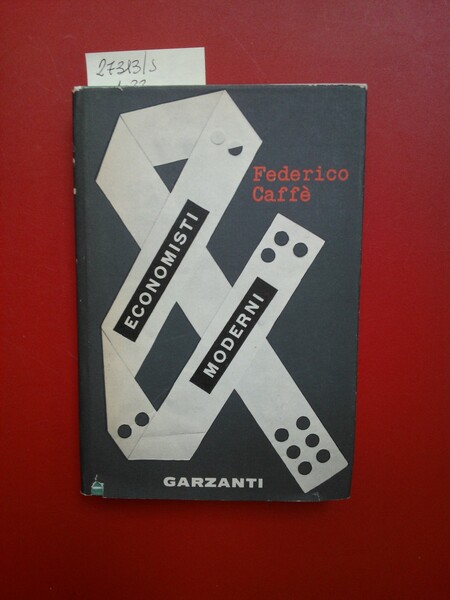 27313/S
Federico
Caffè
ECONOMISTI
MODERNI
GARZANTI